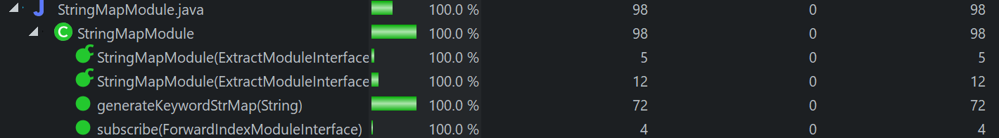 StringMapModule.java 100.0 % 98 0 98
C StringMapModule 100.0 % 98 0 98
C StringMapModule(ExtractModuleInterface 100.0 % 5 0 5
C StringMapModule(ExtractModuleInterface 100.0 % 12 0 12
generateKeywordStrMap(String) 100.0 % 72 0 72
subscribe(ForwardIndexModuleInterface) 100.0 % 4 0 4